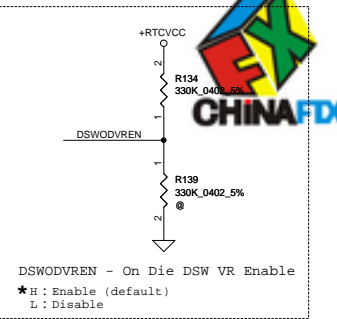 +RTCVCC
2
R134
330K_0402_5%
1
DSWODVREN
1
R139
330K_0402_5%
@
2
DSWODVREN - On Die DSW VR Enable
* H : Enable (default)
L : Disable
CHINAFIX